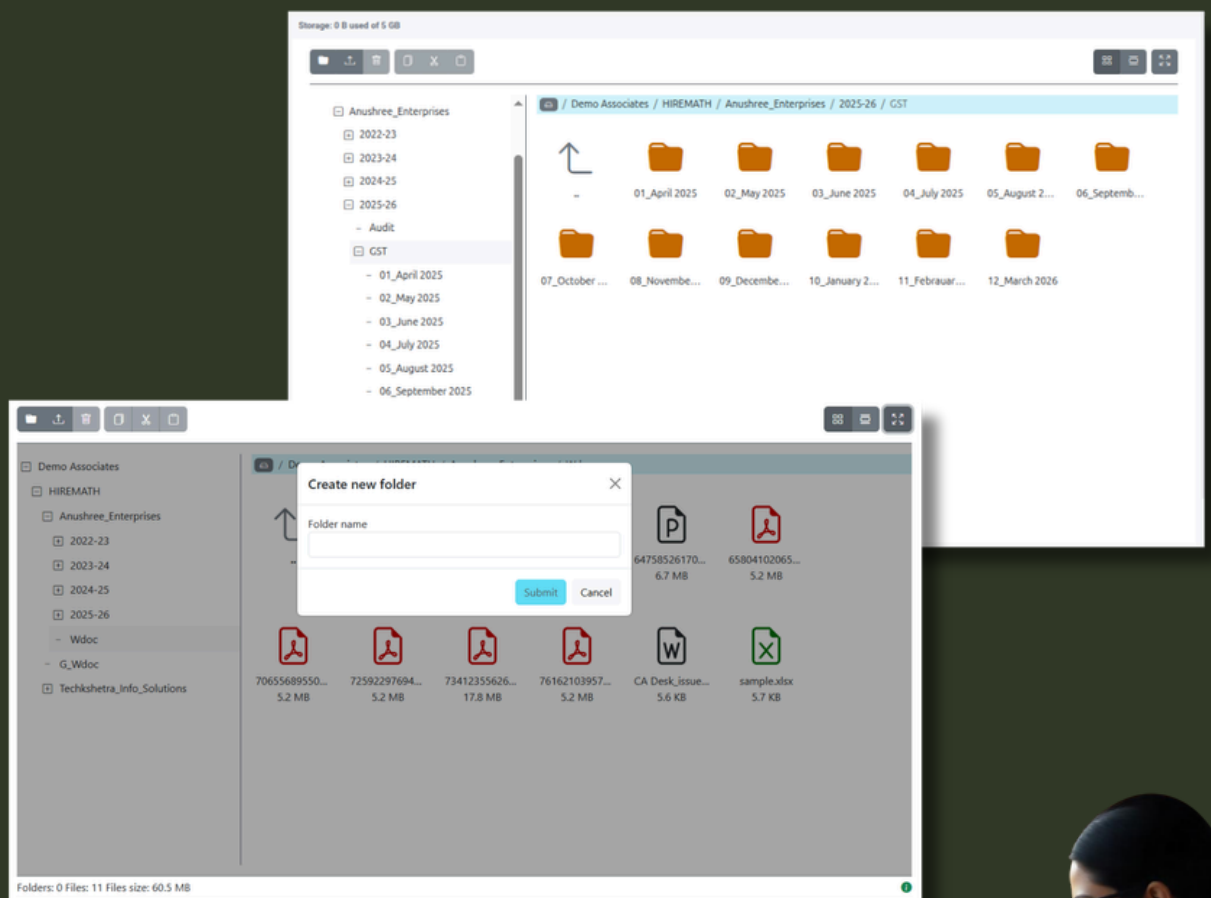 Storage: 0 B used of 5 GB
Anushree_Enterprises
2022-23
2023-24
2024-25
2025-26
Audit
GST
01_April 2025
02_May 2025
03_June 2025
04_July 2025
05_August 2025
06_September 2025
/ Demo Associates / HIREMATH / Anushree_Enterprises / 2025-26 / GST
..
01_April 2025
02_May 2025
03_June 2025
04_July 2025
05_August 2...
06_Septemb...
07_October ...
08_Novembe...
09_Decembe...
10_January 2...
11_Febrauar...
12_March 2026
Demo Associates
HIREMATH
Anushree_Enterprises
2022-23
2023-24
2024-25
2025-26
Wdoc
G_Wdoc
Techkshetra_Info_Solutions
Create new folder
Folder name
Submit
Cancel
..
P
64758526170...
6.7 MB
65804102065...
5.2 MB
70655689550...
5.2 MB
72592297694...
5.2 MB
73412355626...
17.8 MB
76162103957...
5.2 MB
W
CA Desk_issue...
5.6 KB
X
sample.xlsx
5.7 KB
Folders: 0 Files: 11 Files size: 60.5 MB